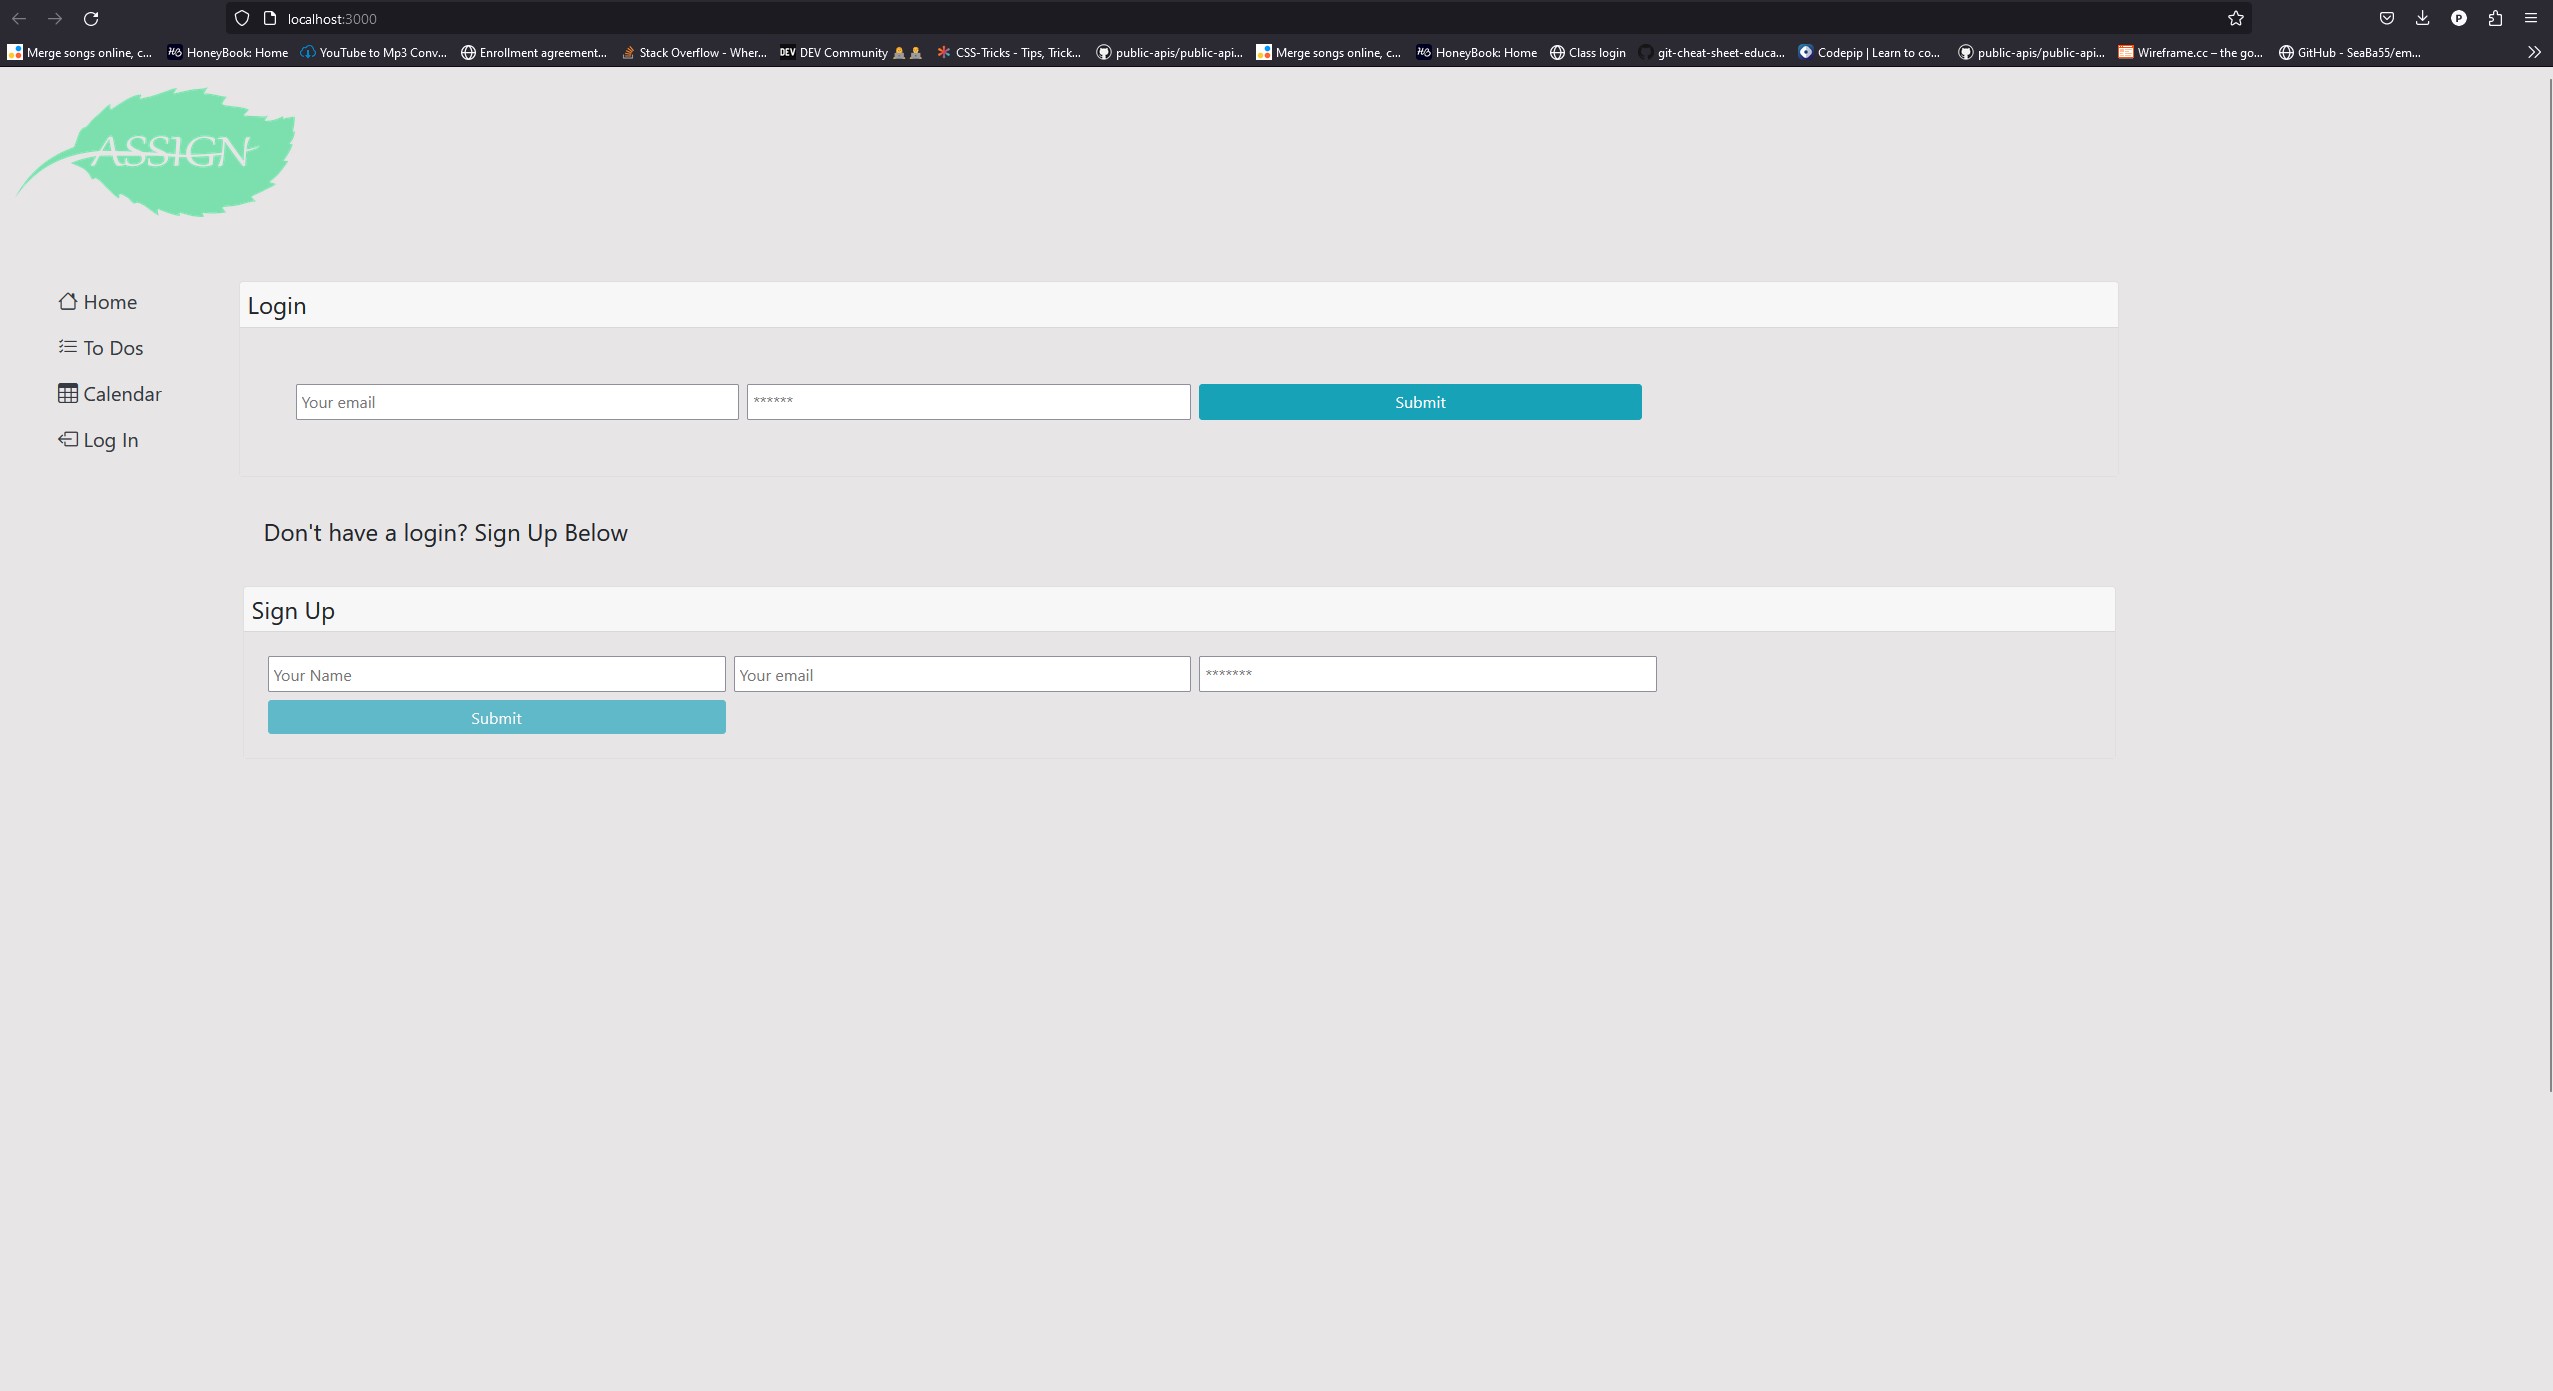 localhost:3000
Merge songs online, c... HoneyBook: Home YouTube to Mp3 Conv... Enrollment agreement... Stack Overflow - Wher... DEV DEV Community CSS-Tricks - Tips, Trick... public-apis/public-api... Merge songs online, c... HoneyBook: Home Class login git-cheat-sheet-educa... Codepip | Learn to co... public-apis/public-api... Wireframe.cc – the go... GitHub - SeaBa55/em...
ASSIGN
Home
To Dos
Calendar
Log In
Login
Your email ****** Submit
Don't have a login? Sign Up Below
Sign Up
Your Name Your email *******
Submit